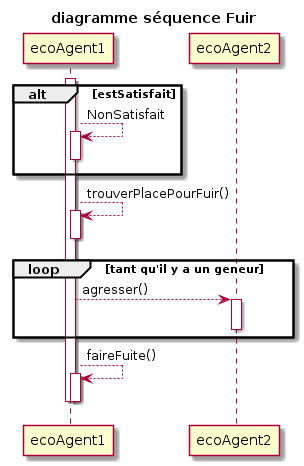 diagramme séquence Fuir
ecoAgent1 ecoAgent2
alt [estSatisfait]
NonSatisfait
trouverPlacePourFuir()
loop [tant qu'il y a un geneur]
agresser()
faireFuite()
ecoAgent1 ecoAgent2